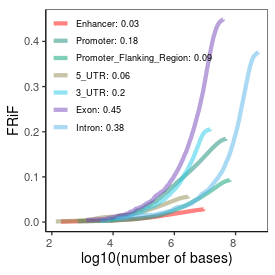 Enhancer: 0.03
Promoter: 0.18
Promoter_Flanking_Region: 0.09
5_UTR: 0.06
3_UTR: 0.2
Exon: 0.45
Intron: 0.38
FRiF
0.4
0.3
0.2
0.1
0.0
2 4 6 8
log10(number of bases)